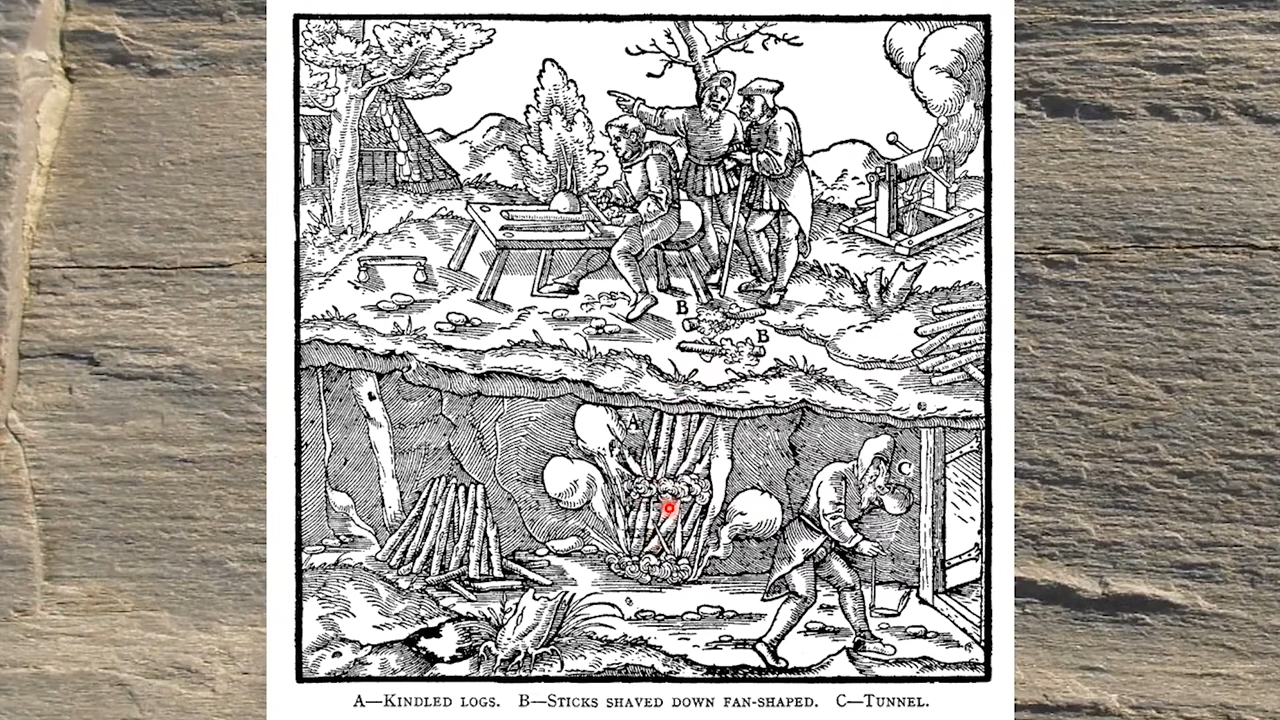 B
B
A
C
A—Kindled logs. B—Sticks shaved down fan-shaped. C—Tunnel.